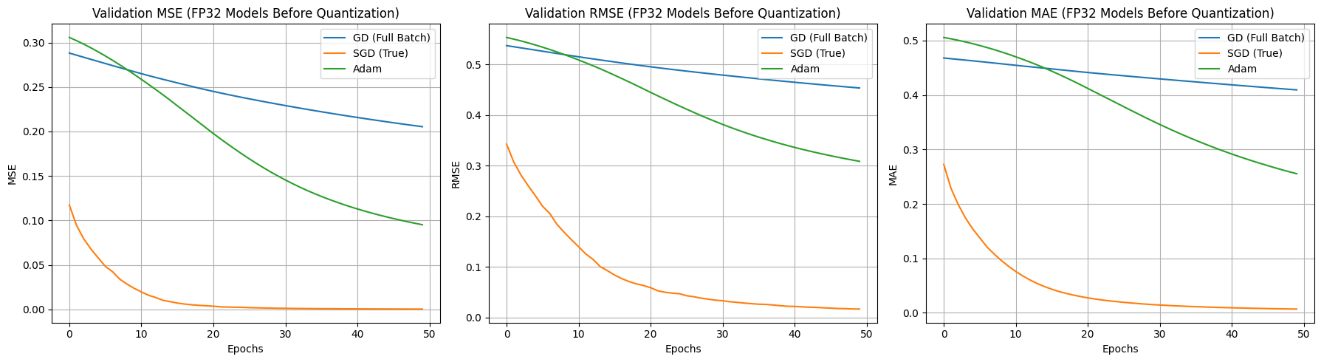 Validation MSE (FP32 Models Before Quantization)
GD (Full Batch)
SGD (True)
Adam
MSE
0.30
0.25
0.20
0.15
0.10
0.05
0.00
0 10 20 30 40 50
Epochs
Validation RMSE (FP32 Models Before Quantization)
GD (Full Batch)
SGD (True)
Adam
RMSE
0.5
0.4
0.3
0.2
0.1
0.0
0 10 20 30 40 50
Epochs
Validation MAE (FP32 Models Before Quantization)
GD (Full Batch)
SGD (True)
Adam
MAE
0.5
0.4
0.3
0.2
0.1
0.0
0 10 20 30 40 50
Epochs